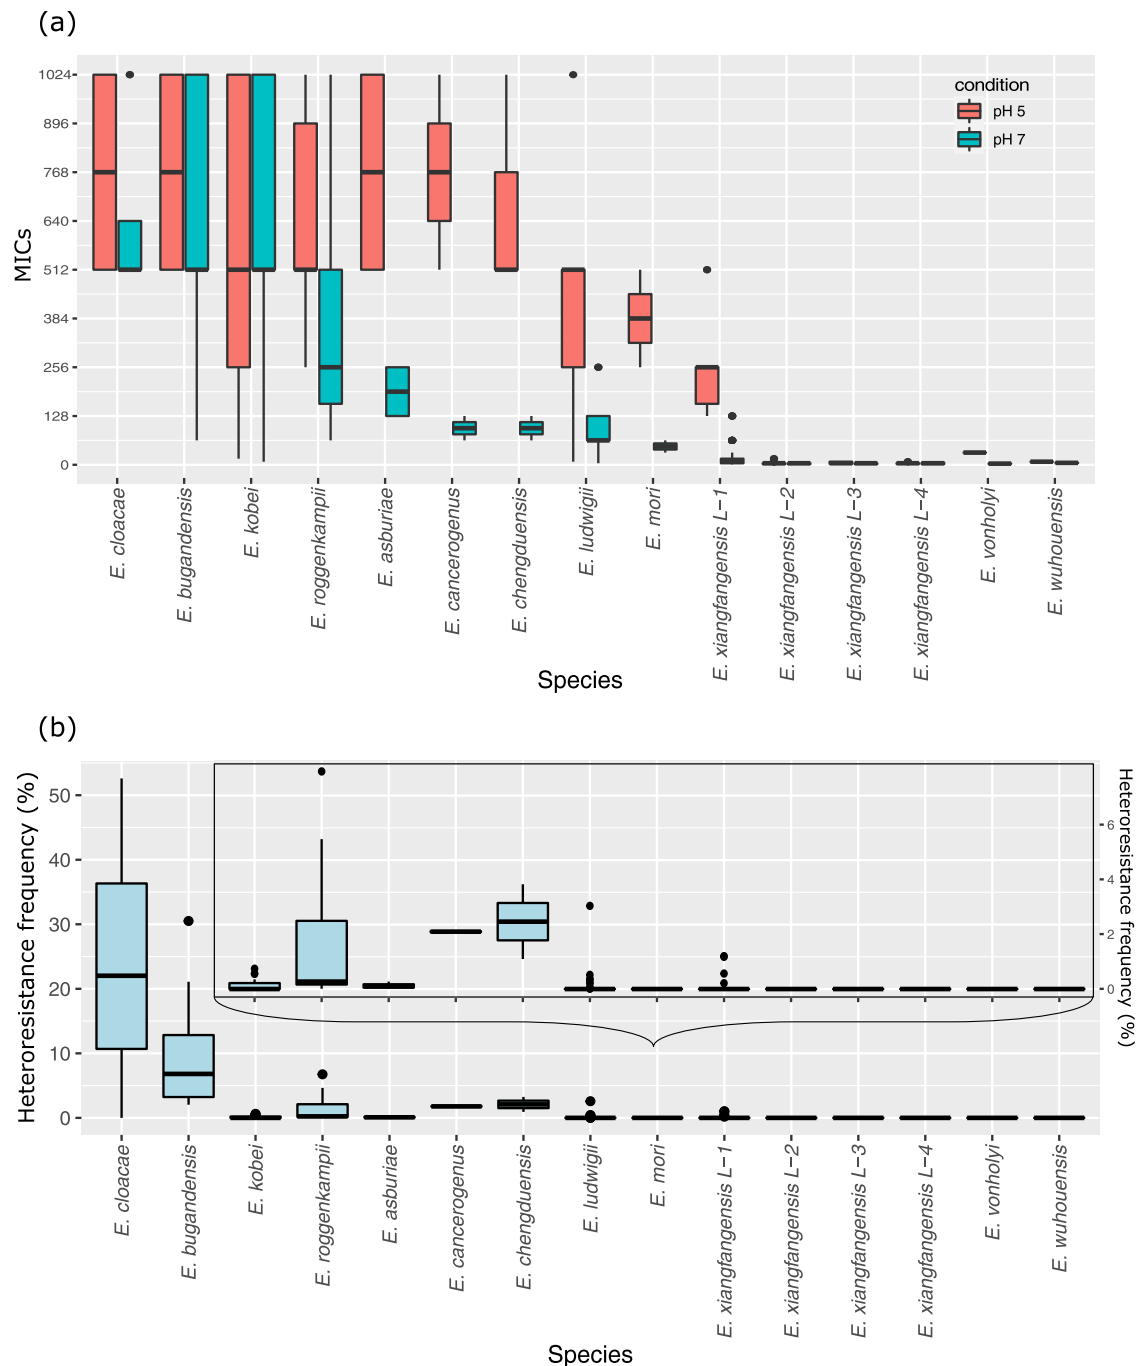 (a)
MICs
1024
896
768
640
512
384
256
128
0
condition
pH 5
pH 7
E. cloacae
E. bugandensis
E. kobei
E. roggenkampii
E. asburiae
E. cancerogenus
E. chengduensis
E. ludwigii
E. mori
E. xiangfangensis L−1
E. xiangfangensis L−2
E. xiangfangensis L−3
E. xiangfangensis L−4
E. vonholyi
E. wuhouensis
Species
(b)
Heteroresistance frequency (%)
50
40
30
20
10
0
6
4
2
0
Heteroresistance frequency (%)
E. cloacae
E. bugandensis
E. kobei
E. roggenkampii
E. asburiae
E. cancerogenus
E. chengduensis
E. ludwigii
E. mori
E. xiangfangensis L−1
E. xiangfangensis L−2
E. xiangfangensis L−3
E. xiangfangensis L−4
E. vonholyi
E. wuhouensis
Species